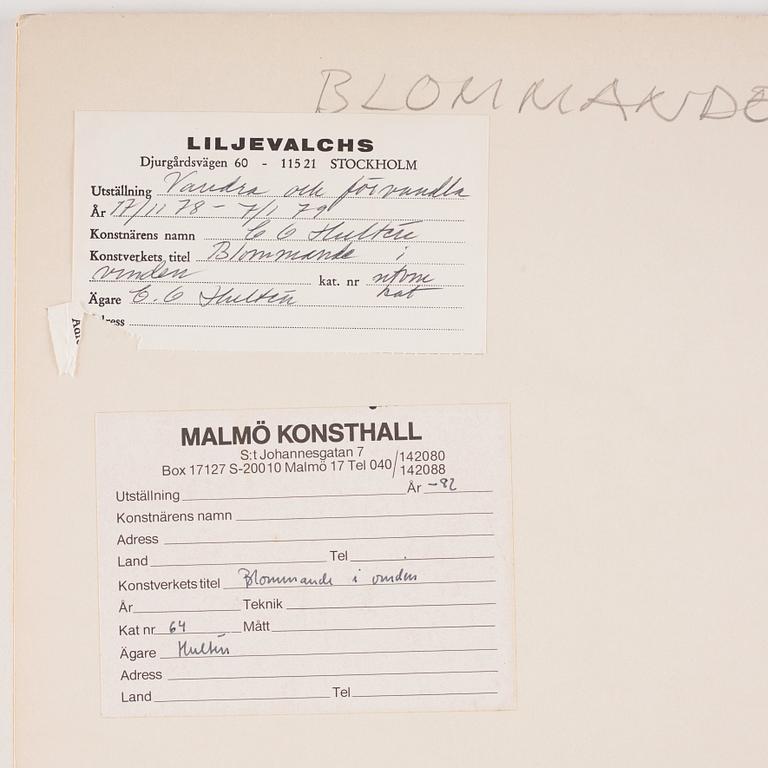 BLOMMANDE
LILJEVALCHS
Djurgårdsvägen 60 - 115 21 STOCKHOLM
Utställning Vandra och förvandla
År 17/11 78 - 7/1 79
Konstnärens namn C O Hultén
Konstverkets titel Blommande i
vinden kat. nr utom
Ägare C. O Hultén kat
Adr
ress
MALMÖ KONSTHALL
S:t Johannesgatan 7
Box 17127 S-200 10 Malmö 17 Tel 040/142080
142088
Utställning År -82
Konstnärens namn
Adress
Land Tel
Konstverkets titel Blommande i vinden
År Teknik
Kat nr 64 Mått
Ägare Hultén
Adress
Land Tel